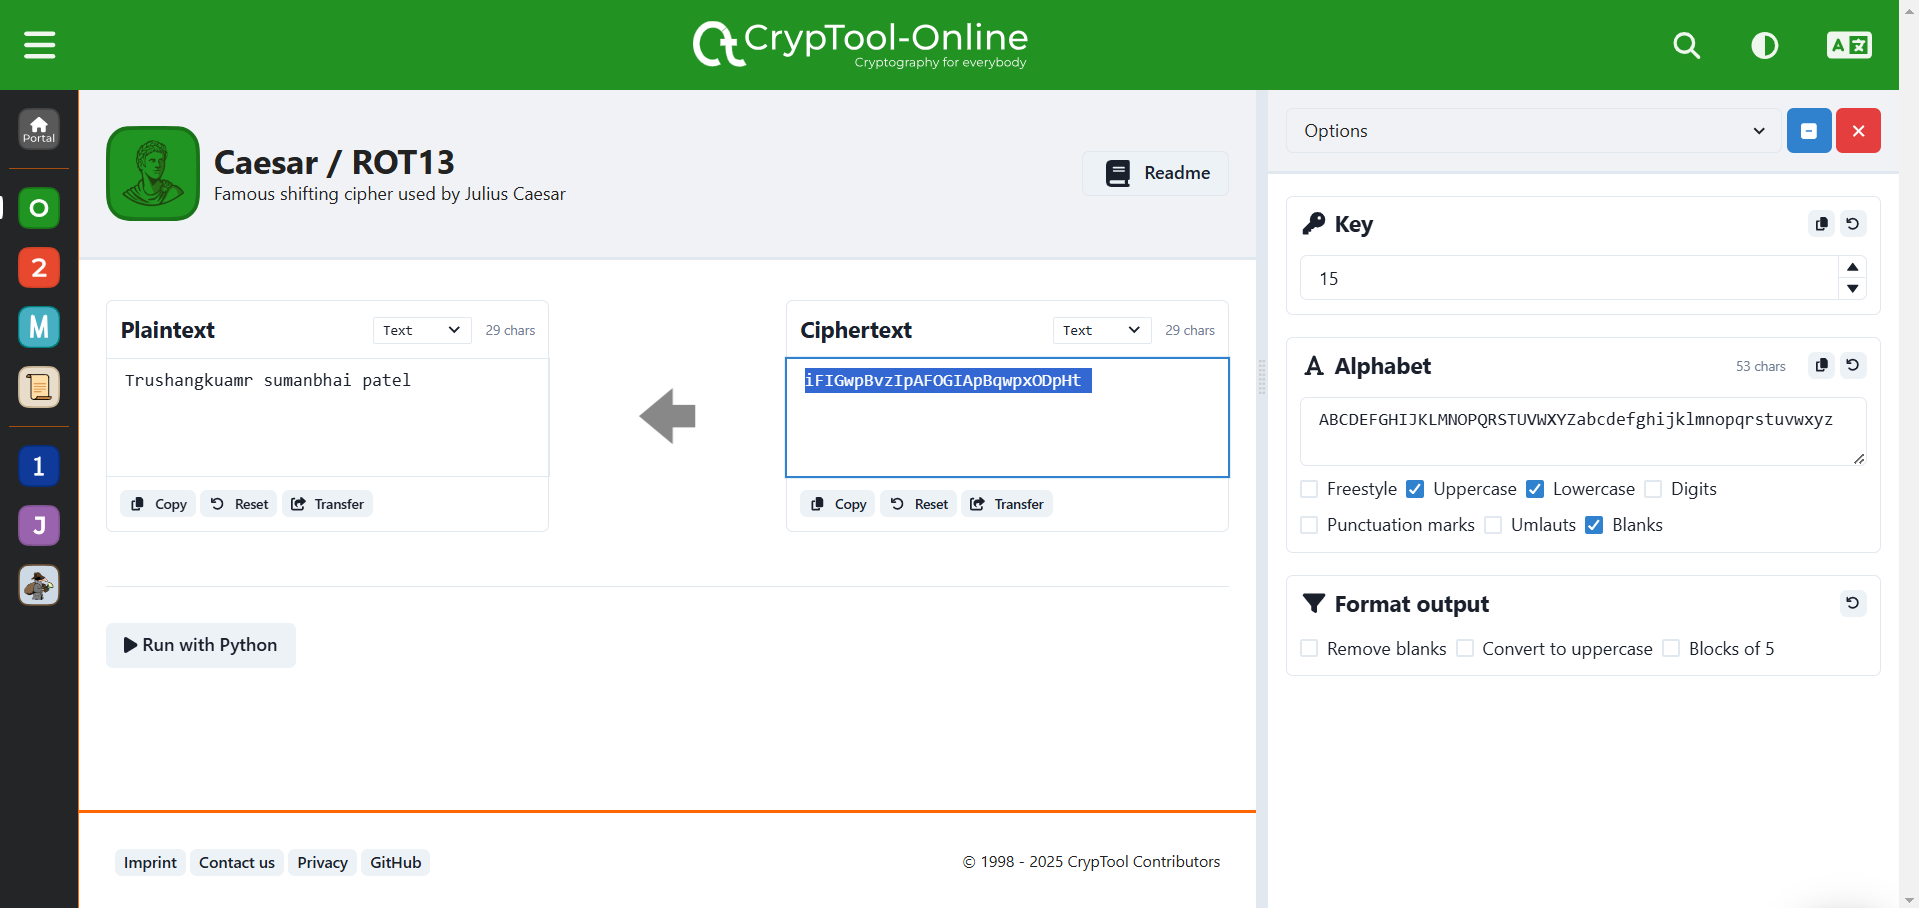 CrypTool-Online
Cryptography for everybody
A
Portal
O
2
M
1
J
Caesar / ROT13
Famous shifting cipher used by Julius Caesar
Readme
Plaintext
Text
29 chars
Trushangkuamr sumanbhai patel
Copy
Reset
Transfer
Ciphertext
Text
29 chars
iFIGwpBvzIpAFOGIApBqwpxODpHt
Copy
Reset
Transfer
Run with Python
Imprint
Contact us
Privacy
GitHub
© 1998 - 2025 CrypTool Contributors
Options
Key
15
Alphabet
53 chars
ABCDEFGHIJKLMNOPQRSTUVWXYZabcdefghijklmnopqrstuvwxyz
Freestyle
Uppercase
Lowercase
Digits
Punctuation marks
Umlauts
Blanks
Format output
Remove blanks
Convert to uppercase
Blocks of 5